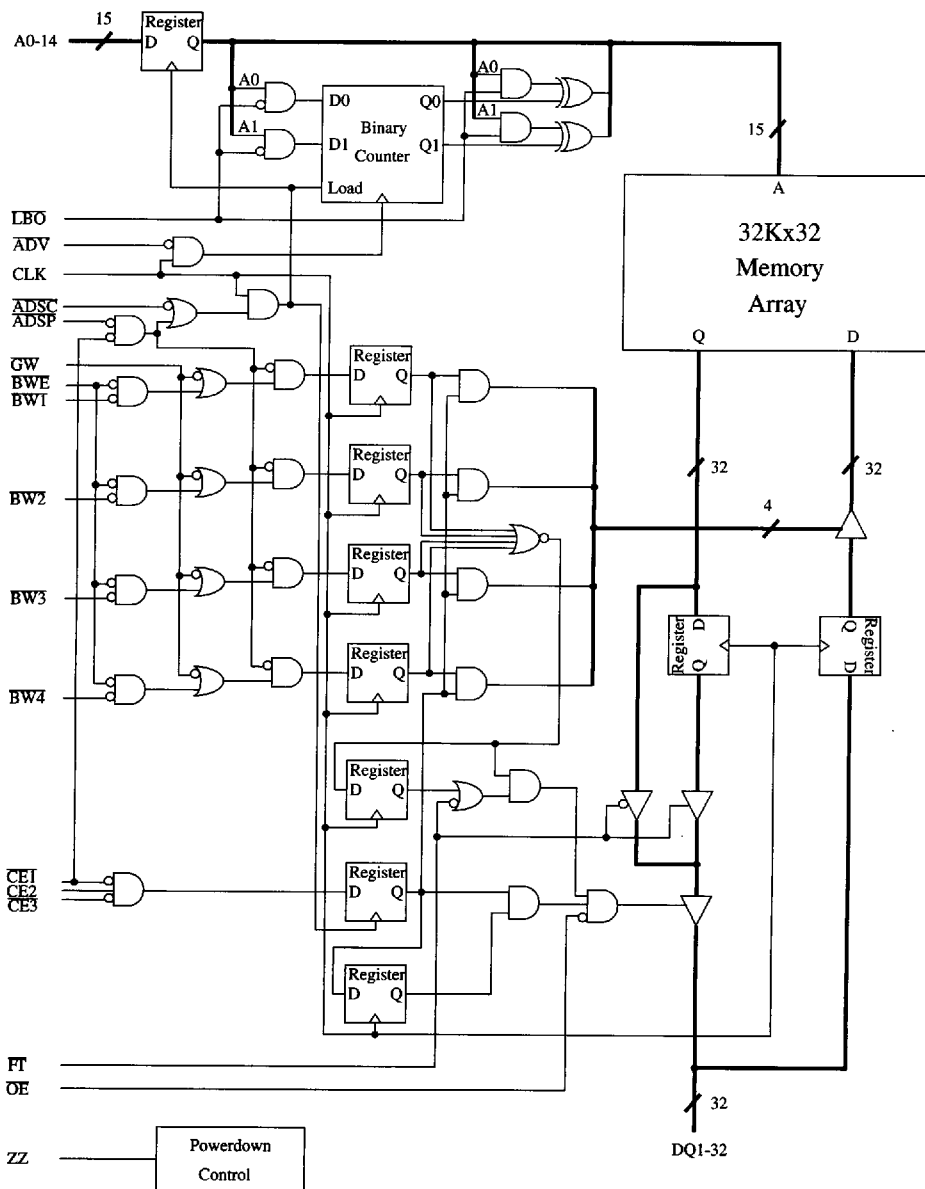 15
Register
A0-14
D Q
A0
A0
D0
Q0
A1
A1
Binary
D1
Q1
Counter
15
Load
A
LBO
32Kx32
ADV
Memory
CLK
Array
ADSC
ADSP
Q D
GW
Register
BWE
D Q
BW1
Register
32
32
D Q
BW2
4
Register
D Q
BW3
D
Register
Q
Q
Register
D
Register
D Q
BW4
Register
D Q
CE1
Register
CE2
D Q
CE3
Register
D Q
FT
OE
32
Powerdown
DQ1-32
ZZ
Control